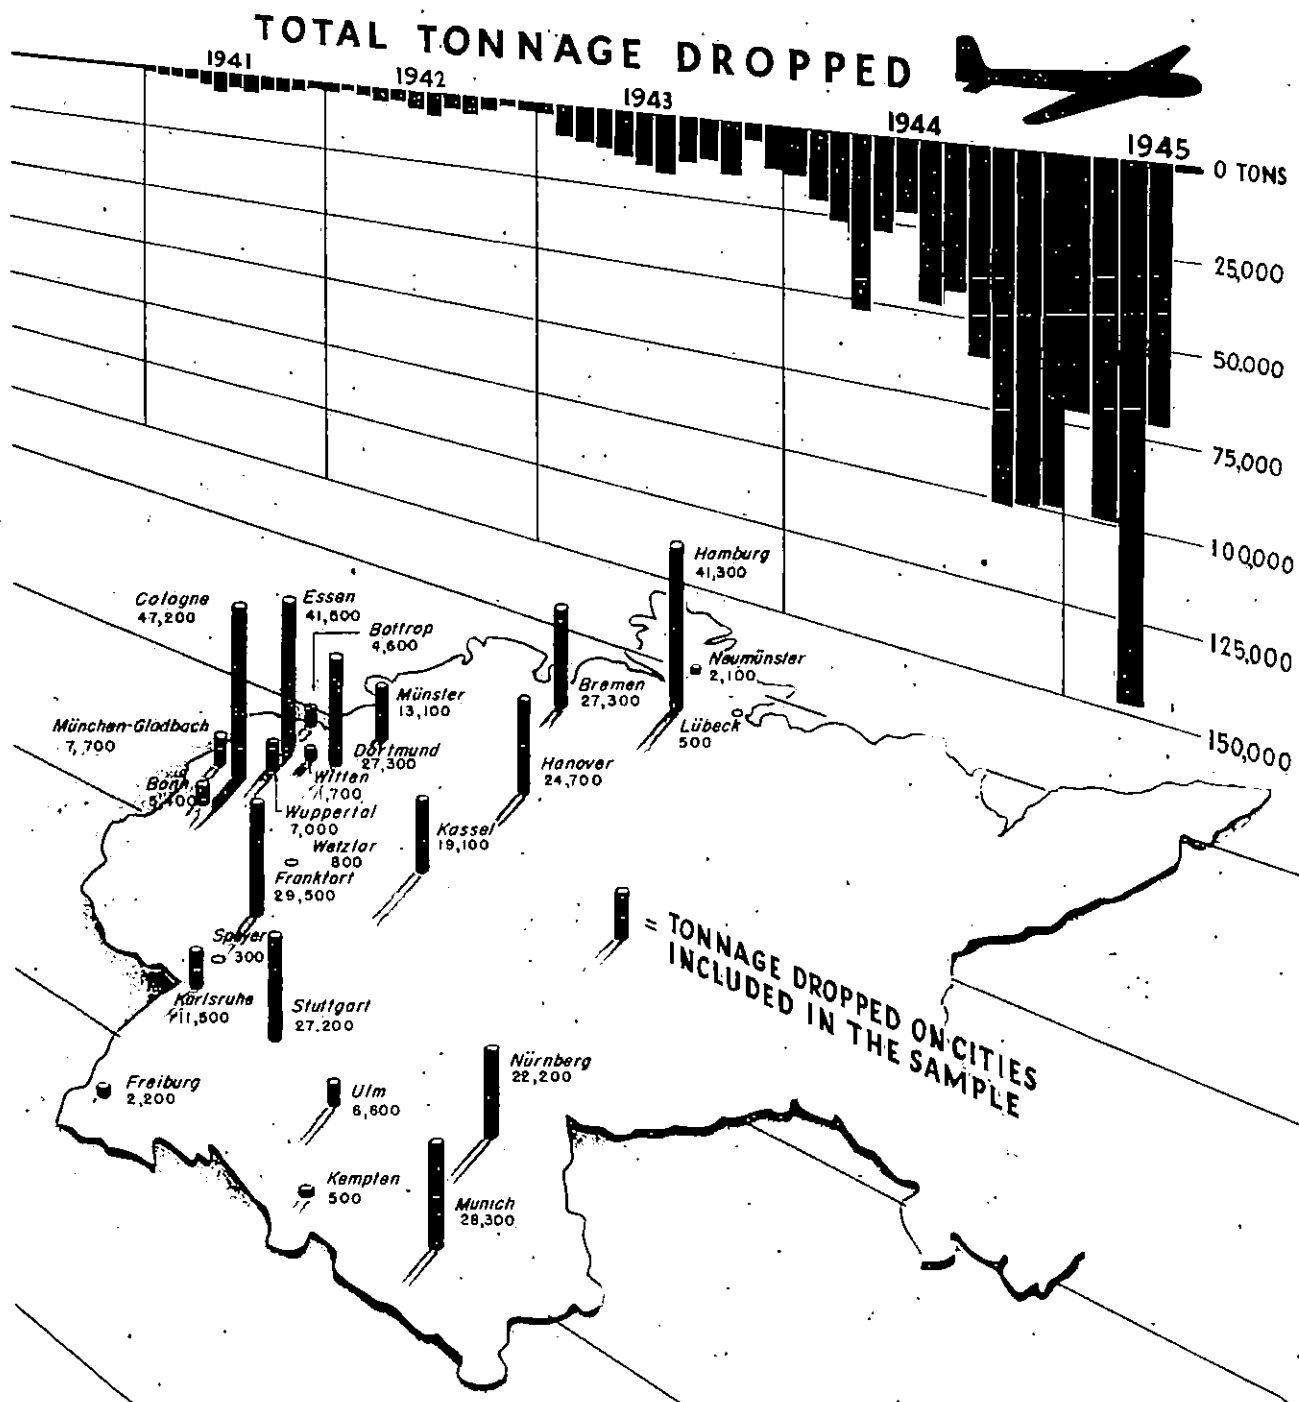 TOTAL TONNAGE DROPPED
1941
1942
1943
1944
1945
0 TONS
25,000
50.000
75,000
100,000
125,000
150,000
Hamburg
41,300
Cologne
47,200
Essen
41,600
Bottrop
4,600
Neumünster
2,100
Bremen
27,300
Münster
13,100
München-Gladbach
7,700
Lübeck
500
Dortmund
27,300
Hanover
24,700
Witten
Bonn
Wuppertal
7,000
Kassel
19,100
Wetzlar
800
Frankfort
29,500
= TONNAGE DROPPED ON CITIES
INCLUDED IN THE SAMPLE
Speyer
300
Karlsruhe
11,500
Stuttgart
27.200
Nürnberg
22,200
Freiburg
2,200
Ulm
6,600
Kempten
500
Munich
28,300